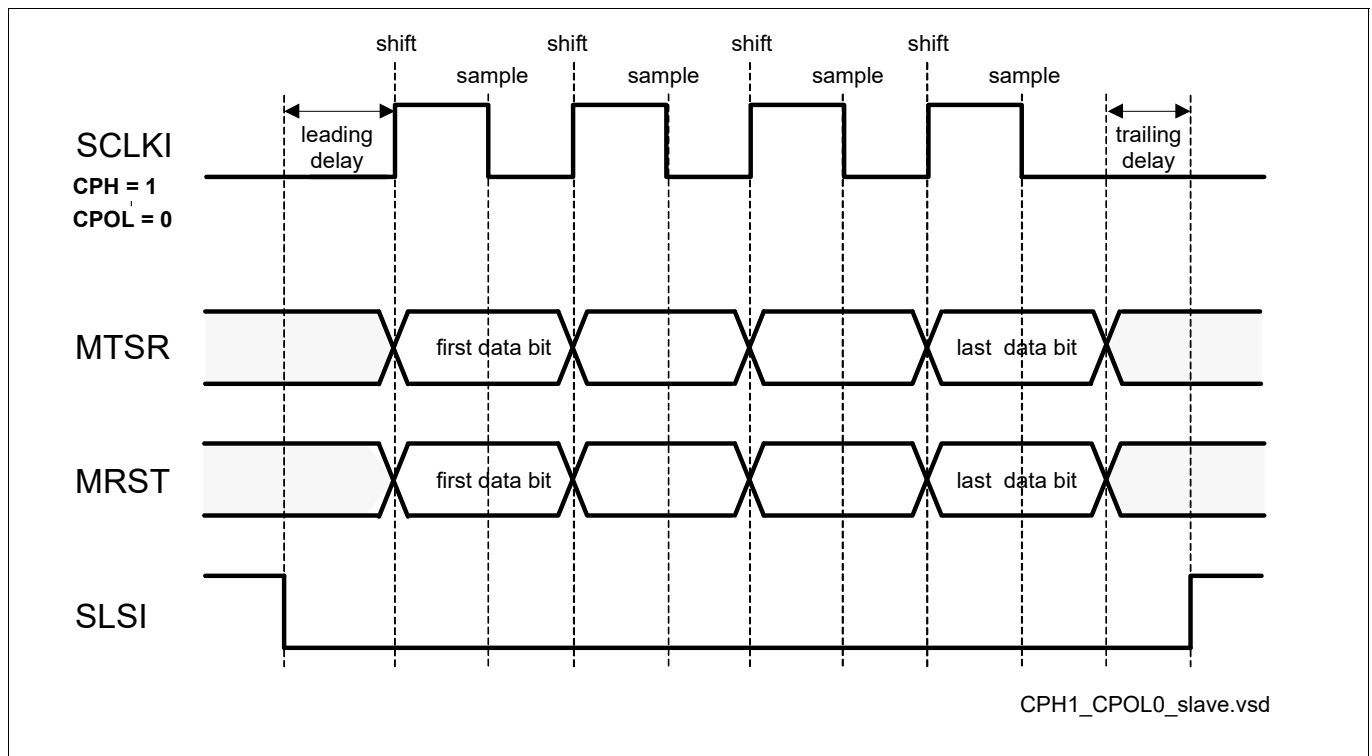 shift shift shift shift
sample sample sample sample
leading
delay
trailing
delay
SCLKI
CPH = 1
CPOL = 0
MTSR
first data bit
last data bit
MRST
first data bit
last data bit
SLSI
CPH1_CPOL0_slave.vsd